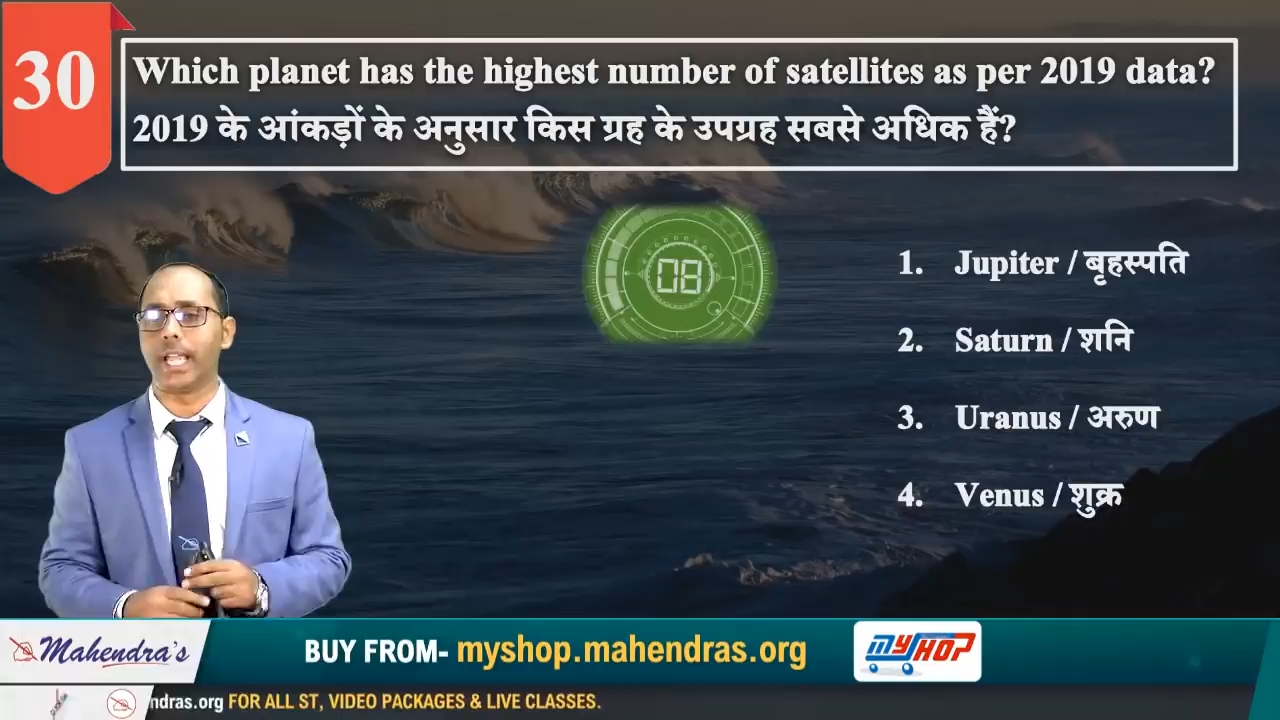 30
Which planet has the highest number of satellites as per 2019 data?
2019 के आंकड़ों के अनुसार किस ग्रह के उपग्रह सबसे अधिक हैं?
08
1. Jupiter / बृहस्पति
2. Saturn / शनि
3. Uranus / अरुण
4. Venus / शुक्र
Mahendra's
BUY FROM- myshop.mahendras.org
MYSHOP
ndras.org FOR ALL ST, VIDEO PACKAGES & LIVE CLASSES.